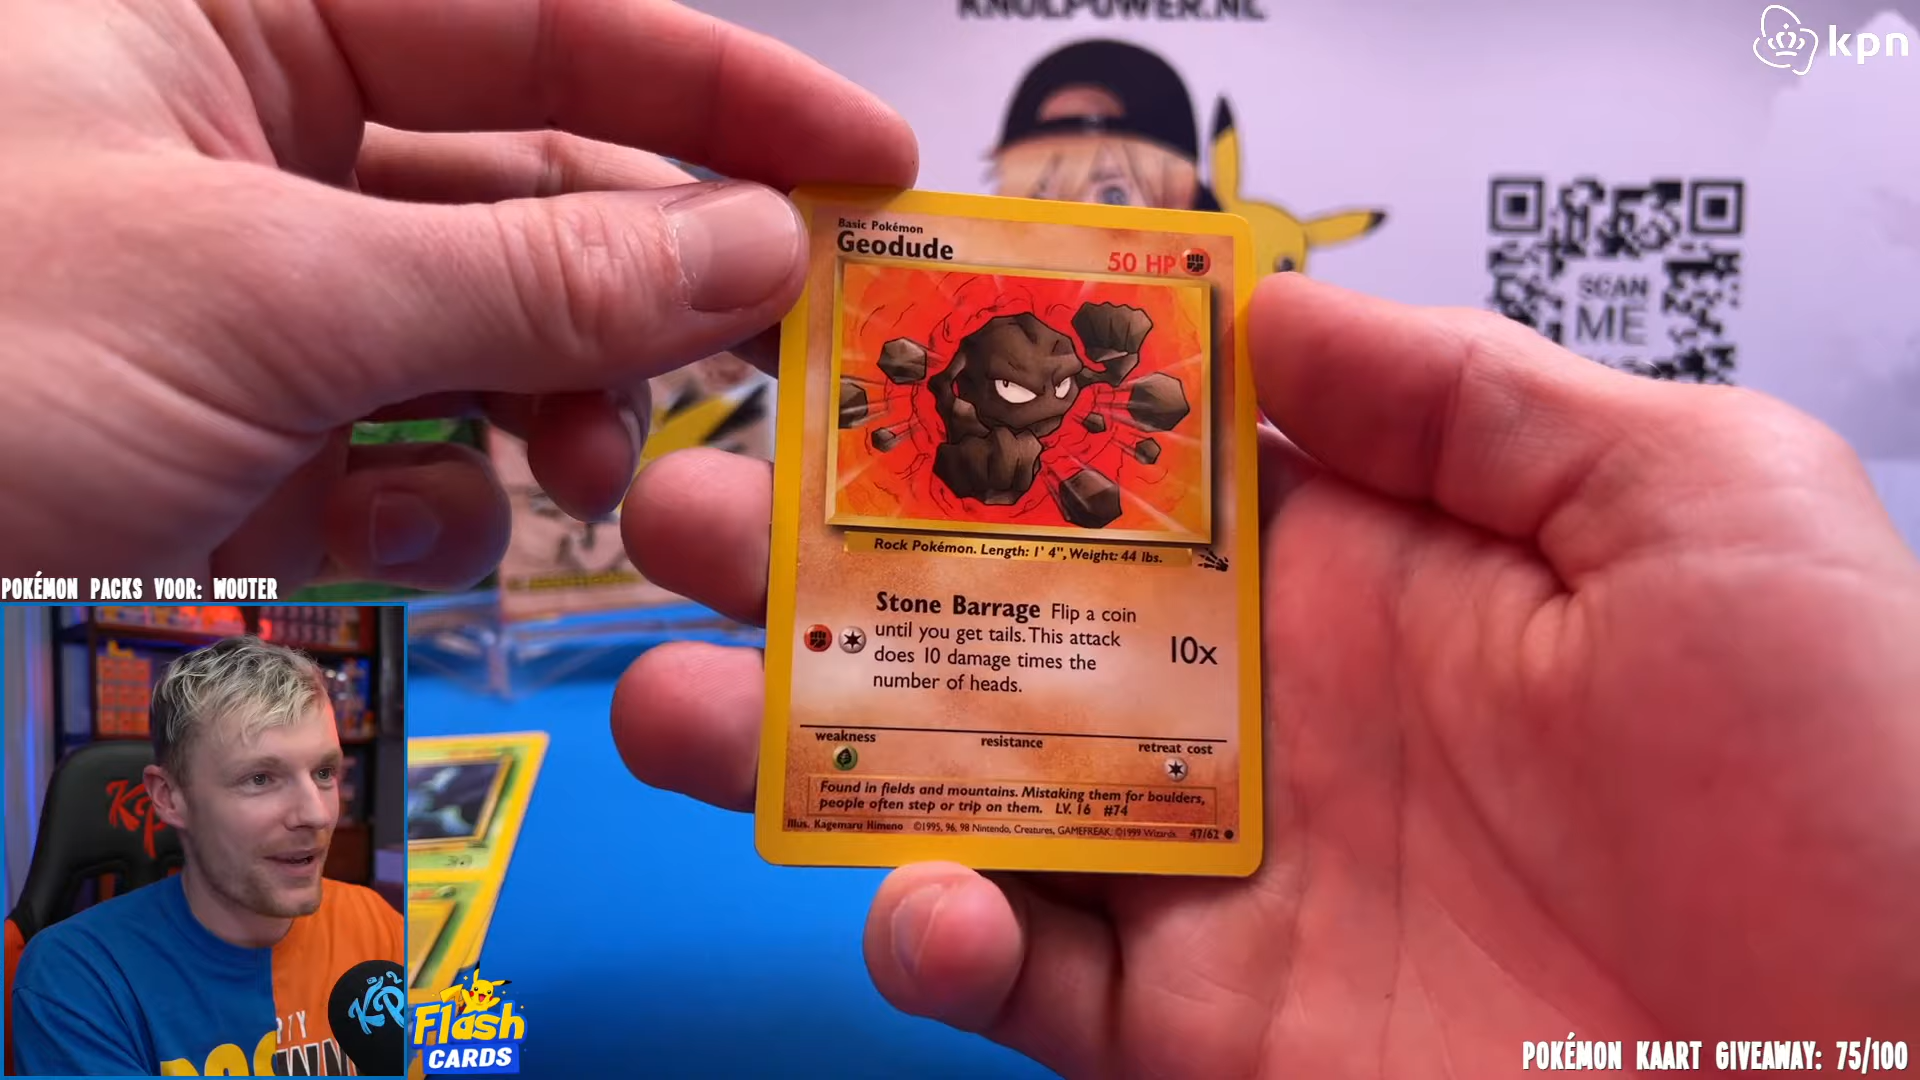 KNOLPOWER.NL
kpn
SCAN
ME
Basic Pokémon
Geodude
50 HP
Rock Pokémon. Length: 1' 4", Weight: 44 lbs.
Stone Barrage Flip a coin
until you get tails. This attack
does 10 damage times the
number of heads.
10x
weakness
resistance
retreat cost
Found in fields and mountains. Mistaking them for boulders,
people often step or trip on them. LV. 16 #74
Illus. Kagemaru Himeno ©1995, 96, 98 Nintendo, Creatures, GAMEFREAK. ©1999 Wizards. 47/62
POKÉMON PACKS VOOR: WOUTER
KP
Flash
CARDS
POKÉMON KAART GIVEAWAY: 75/100